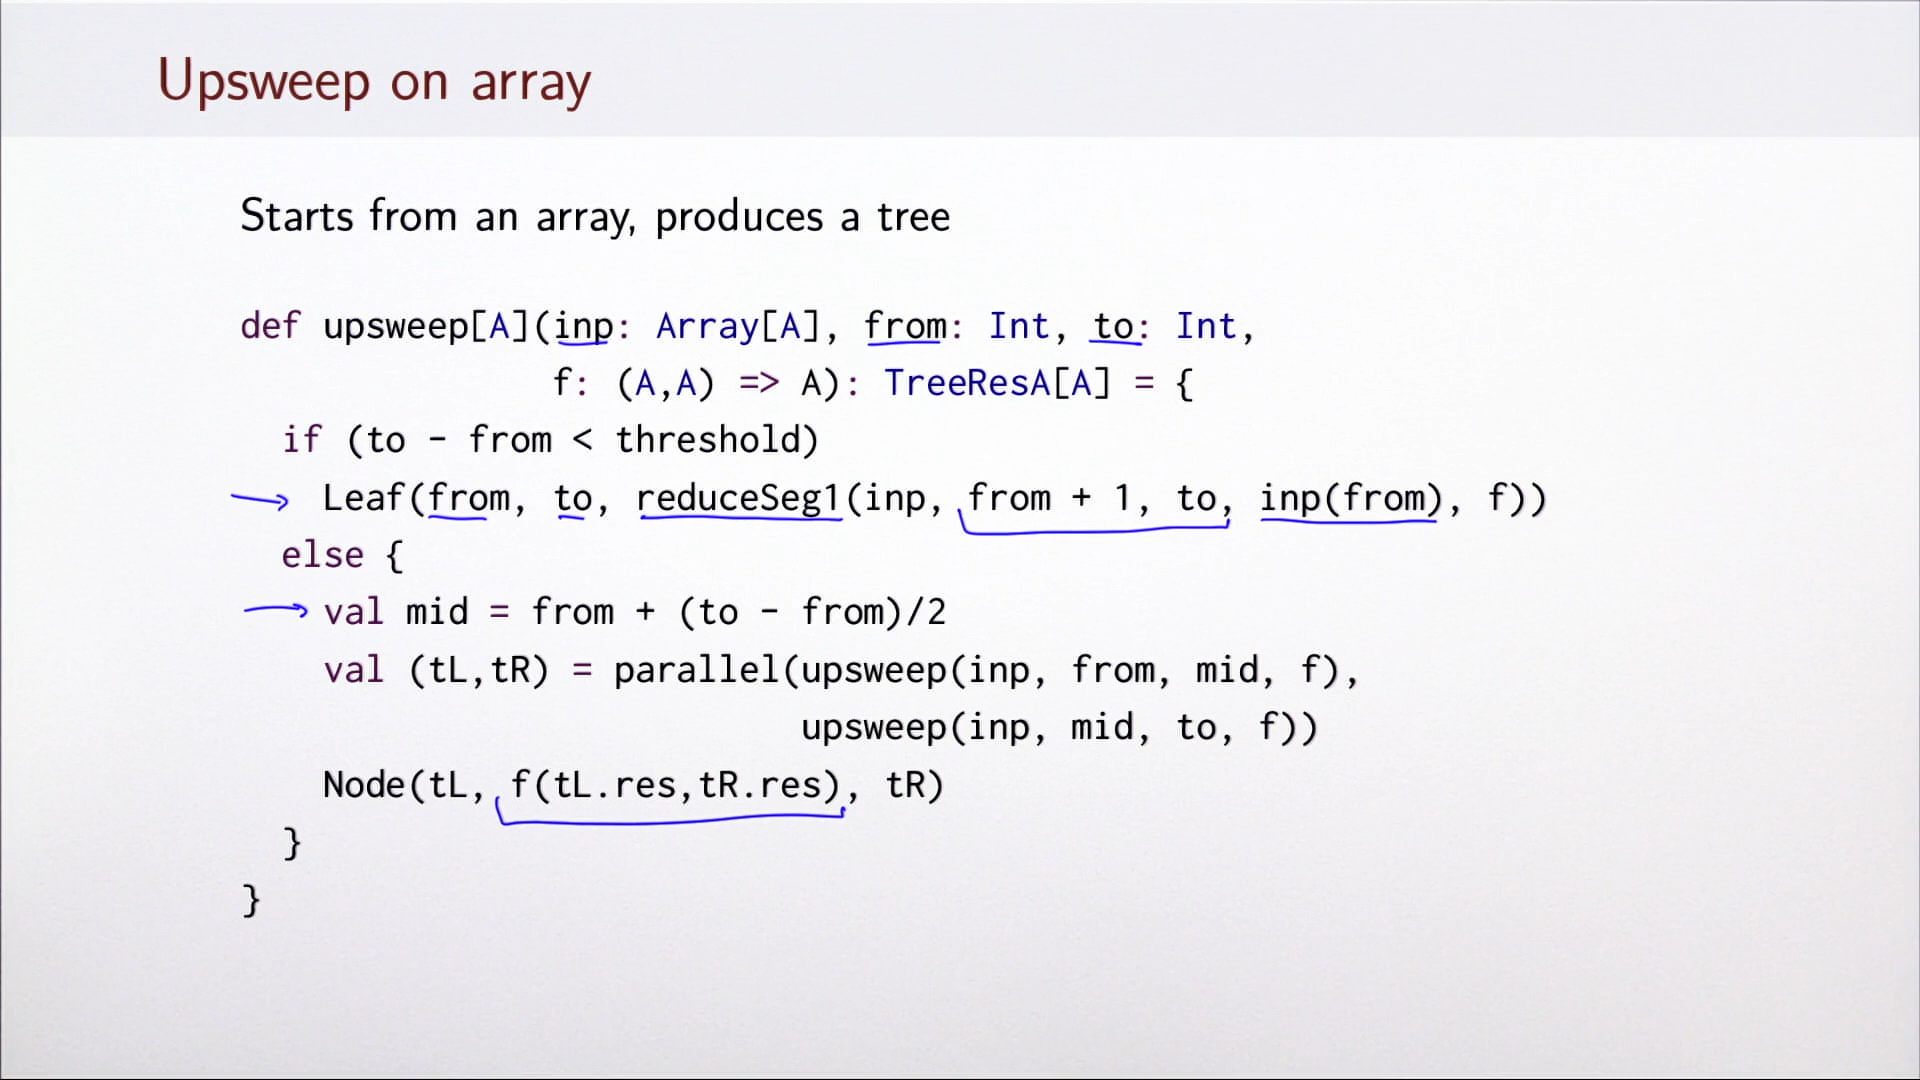 Upsweep on array
Starts from an array, produces a tree
def upsweep[A](inp: Array[A], from: Int, to: Int,
f: (A,A) => A): TreeResA[A] = {
if (to - from < threshold)
Leaf(from, to, reduceSeg1(inp, from + 1, to, inp(from), f))
else {
val mid = from + (to - from)/2
val (tL,tR) = parallel(upsweep(inp, from, mid, f),
upsweep(inp, mid, to, f))
Node(tL, f(tL.res,tR.res), tR)
}
}